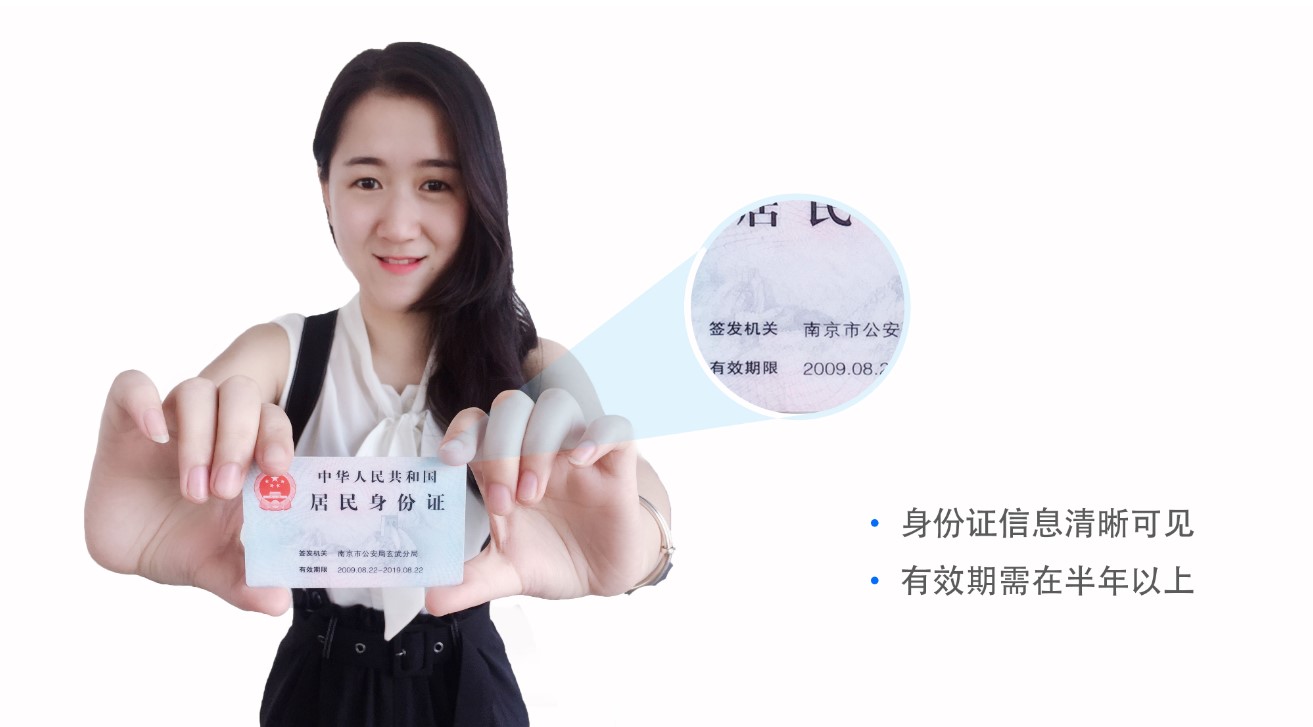 中华人民共和国
居民身份证
签发机关 南京市公安局玄武分局
有效期限 2009.08.22-2019.08.22
居民
签发机关 南京市公安
有效期限 2009.08.2
• 身份证信息清晰可见
• 有效期需在半年以上